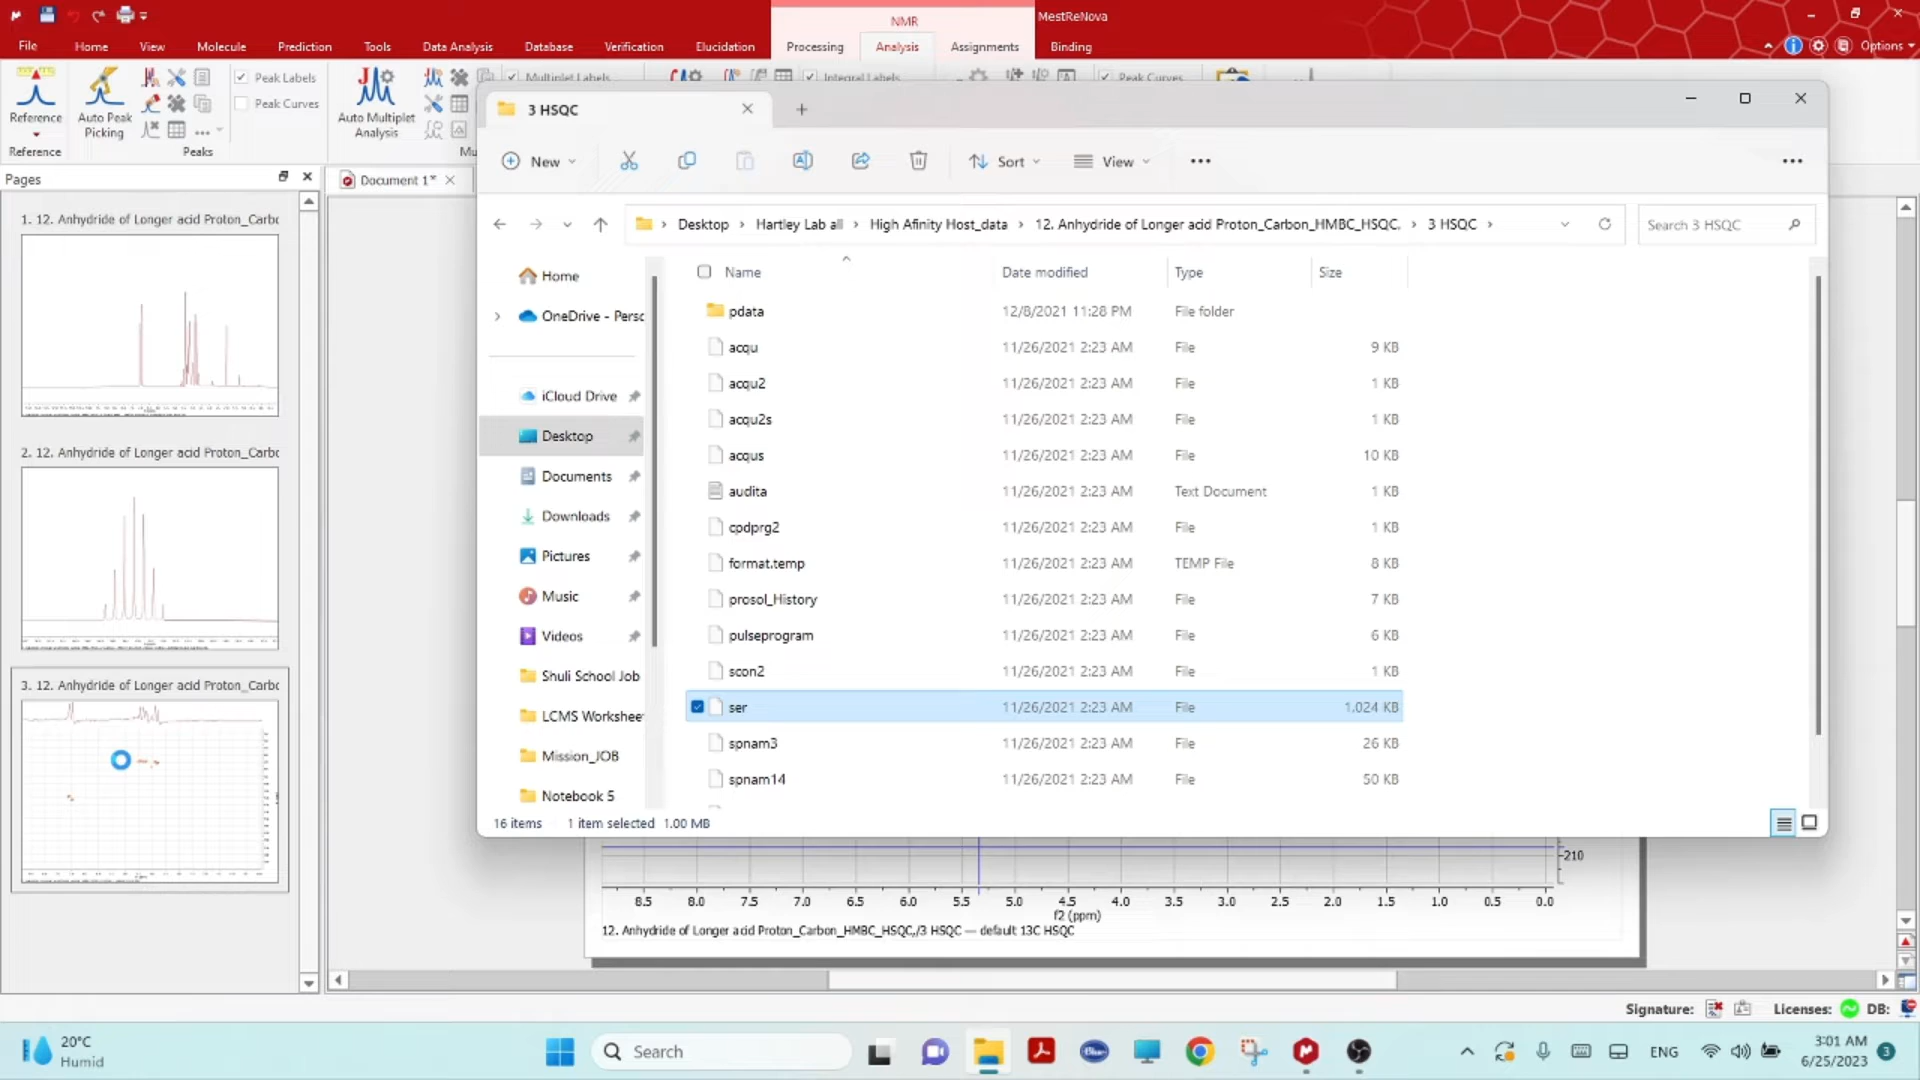 NMR
MestReNova
File Home View Molecule Prediction Tools Data Analysis Database Verification Elucidation Processing Analysis Assignments Binding Options
Reference
Reference
Auto Peak Picking
Peak Labels
Peak Curves
Peaks
Auto Multiplet Analysis
Multiplet Labels
Integral Labels
Peak Curves
Mu
Pages
Document 1*
1. 12. Anhydride of Longer acid Proton_Carbc
2. 12. Anhydride of Longer acid Proton_Carbc
3. 12. Anhydride of Longer acid Proton_Carbc
3 HSQC
New Sort View
Desktop Hartley Lab all High Afinity Host_data 12. Anhydride of Longer acid Proton_Carbon_HMBC_HSQC. 3 HSQC
Search 3 HSQC
Home
OneDrive - Persc
iCloud Drive
Desktop
Documents
Downloads
Pictures
Music
Videos
Shuli School Job
LCMS Workshee
Mission_JOB
Notebook 5
Name Date modified Type Size
pdata 12/8/2021 11:28 PM File folder
acqu 11/26/2021 2:23 AM File 9 KB
acqu2 11/26/2021 2:23 AM File 1 KB
acqu2s 11/26/2021 2:23 AM File 1 KB
acqus 11/26/2021 2:23 AM File 10 KB
audita 11/26/2021 2:23 AM Text Document 1 KB
cpdprg2 11/26/2021 2:23 AM File 1 KB
format.temp 11/26/2021 2:23 AM TEMP File 8 KB
prosol_History 11/26/2021 2:23 AM File 7 KB
pulseprogram 11/26/2021 2:23 AM File 6 KB
scon2 11/26/2021 2:23 AM File 1 KB
ser 11/26/2021 2:23 AM File 1,024 KB
spnam3 11/26/2021 2:23 AM File 26 KB
spnam14 11/26/2021 2:23 AM File 50 KB
16 items 1 item selected 1.00 MB
210
8.5 8.0 7.5 7.0 6.5 6.0 5.5 5.0 4.5 4.0 3.5 3.0 2.5 2.0 1.5 1.0 0.5 0.0
f2 (ppm)
12. Anhydride of Longer acid Proton_Carbon_HMBC_HSQC,/3 HSQC — default 13C HSQC
Signature: Licenses: DB:
20°C
Humid
Search
ENG
3:01 AM
6/25/2023
3